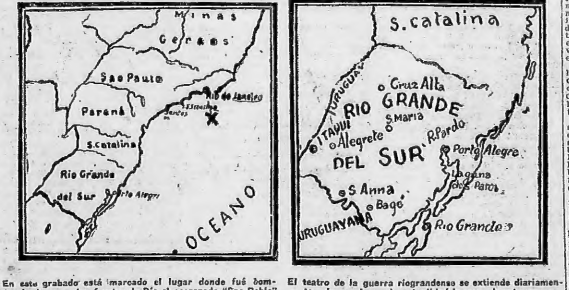 Minas
Geraes
Sao Paulo
Rio de Janeiro
Santos
Paraná
S.Catalina
Rio Grande
del Sur
Porto Alegri
OCEANO
S.Catalina
URUGUAY
Cruz Alta
RIO GRANDE
ITAQUI
S.Maria
Alegrete
R.Pardo
DEL SUR
Porto Alegra
Laguna
dos Patos
S Anna
Bagé
URUGUAYANA
Rio Grande
En este grabado está marcado el lugar donde fué bom-
El teatro de la guerra riograndense se extiende diariamen-